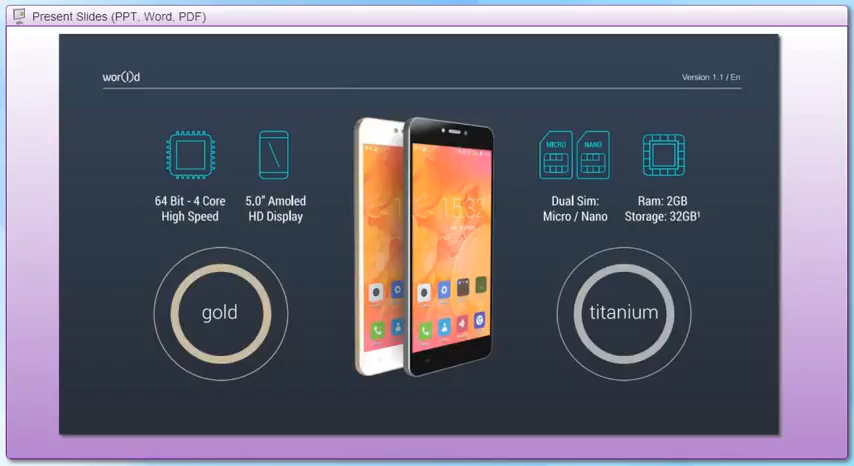 Present Slides (PPT, Word, PDF)
wor(l)d
Version 1.1 / En
64 Bit - 4 Core
High Speed
5.0" Amoled
HD Display
15.32
MICRO
NANO
Dual Sim:
Micro / Nano
Ram: 2GB
Storage: 32GB¹
gold
titanium